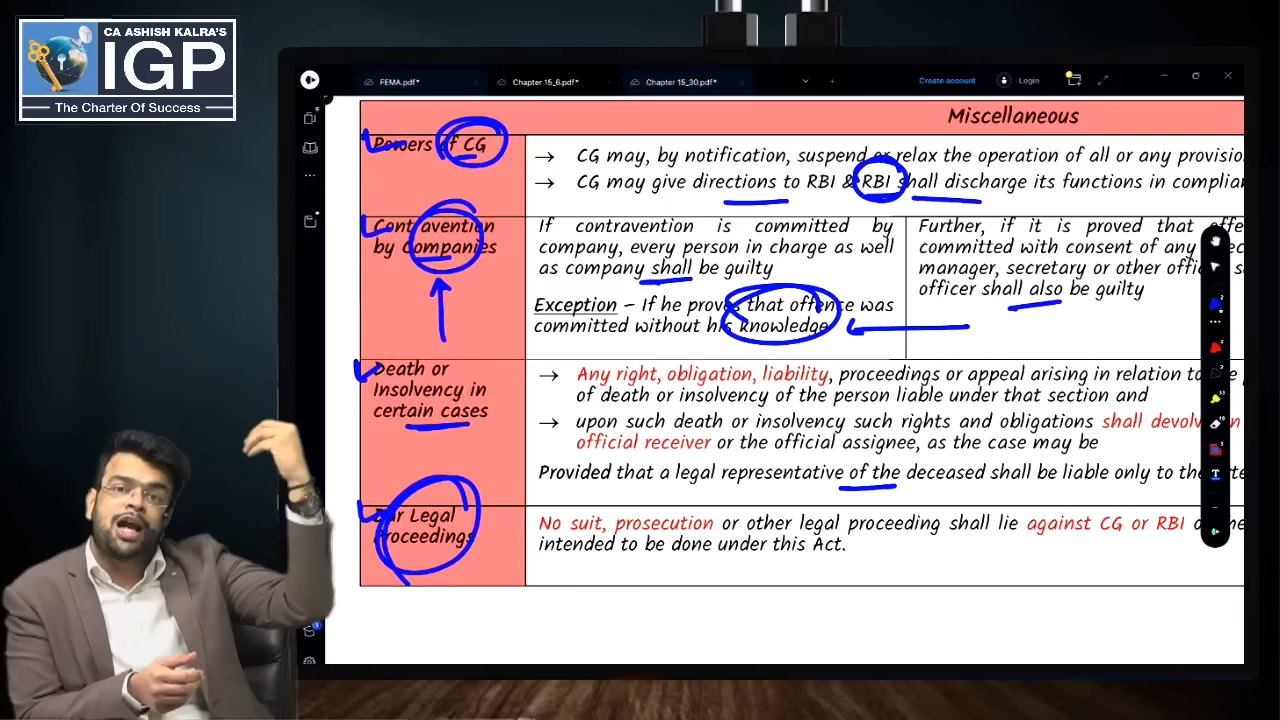 CA ASHISH KALRA'S
IGP
The Charter Of Success
FEMA.pdf*
Chapter 15_6.pdf*
Chapter 15_30.pdf*
Create account
Login
Miscellaneous
Powers of CG
→ CG may, by notification, suspend or relax the operation of all or any
→ CG may give directions to RBI & RBI shall discharge its functions in
Contravention
by Companies
If contravention is committed by
company, every person in charge as well
as company shall be guilty
Exception – If he proves that offence was
committed without his knowledge
Further, if it is proved that
committed with consent of any
manager, secretary or other
officer shall also be guilty
Death or
Insolvency in
certain cases
→ Any right, obligation, liability, proceedings or appeal arising in relation to
of death or insolvency of the person liable under that section and
→ upon such death or insolvency such rights and obligations shall
official receiver or the official assignee, as the case may be
Provided that a legal representative of the deceased shall be liable only to
Bar Legal
Proceedings
No suit, prosecution or other legal proceeding shall lie against CG or RBI
intended to be done under this Act.